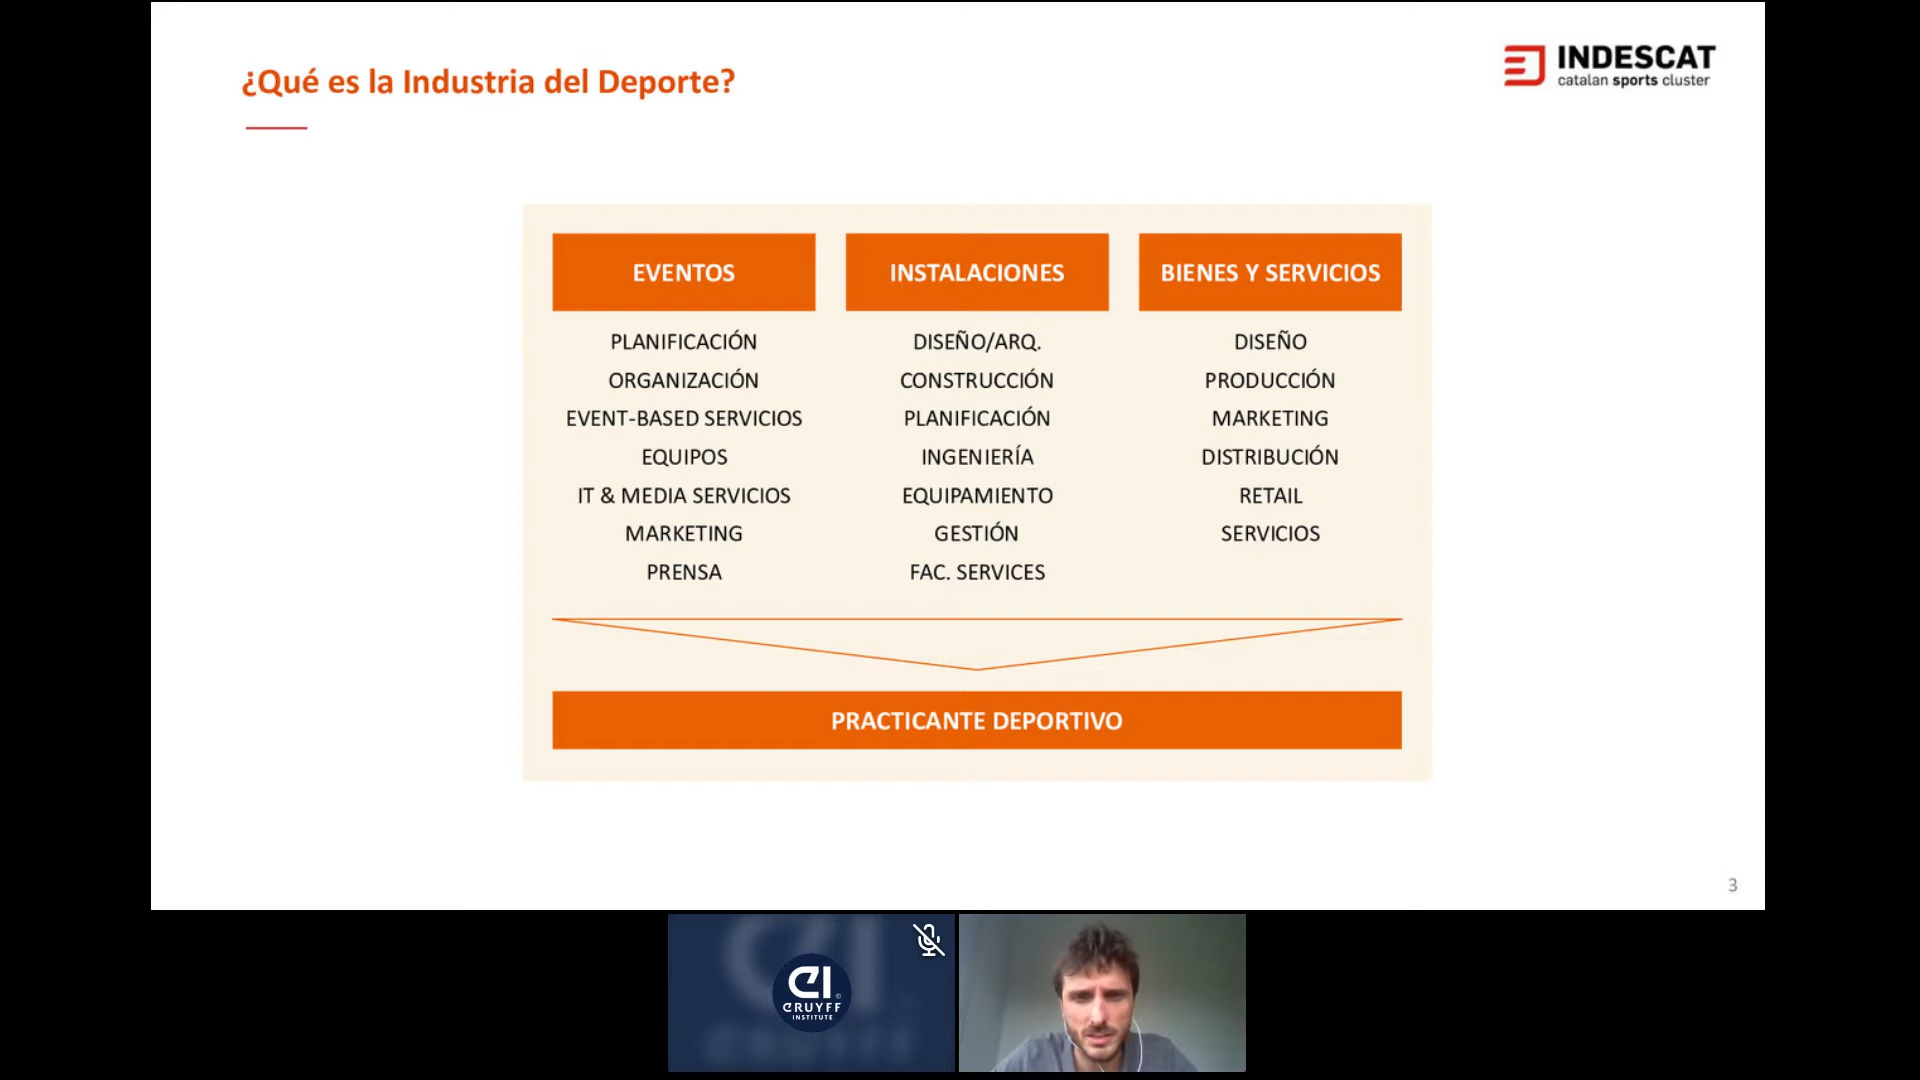 ¿Qué es la Industria del Deporte?
INDESCAT
catalan sports cluster
EVENTOS
PLANIFICACIÓN
ORGANIZACIÓN
EVENT-BASED SERVICIOS
EQUIPOS
IT & MEDIA SERVICIOS
MARKETING
PRENSA
INSTALACIONES
DISEÑO/ARQ.
CONSTRUCCIÓN
PLANIFICACIÓN
INGENIERÍA
EQUIPAMIENTO
GESTIÓN
FAC. SERVICES
BIENES Y SERVICIOS
DISEÑO
PRODUCCIÓN
MARKETING
DISTRIBUCIÓN
RETAIL
SERVICIOS
PRACTICANTE DEPORTIVO
3
CRUYFF
INSTITUTE